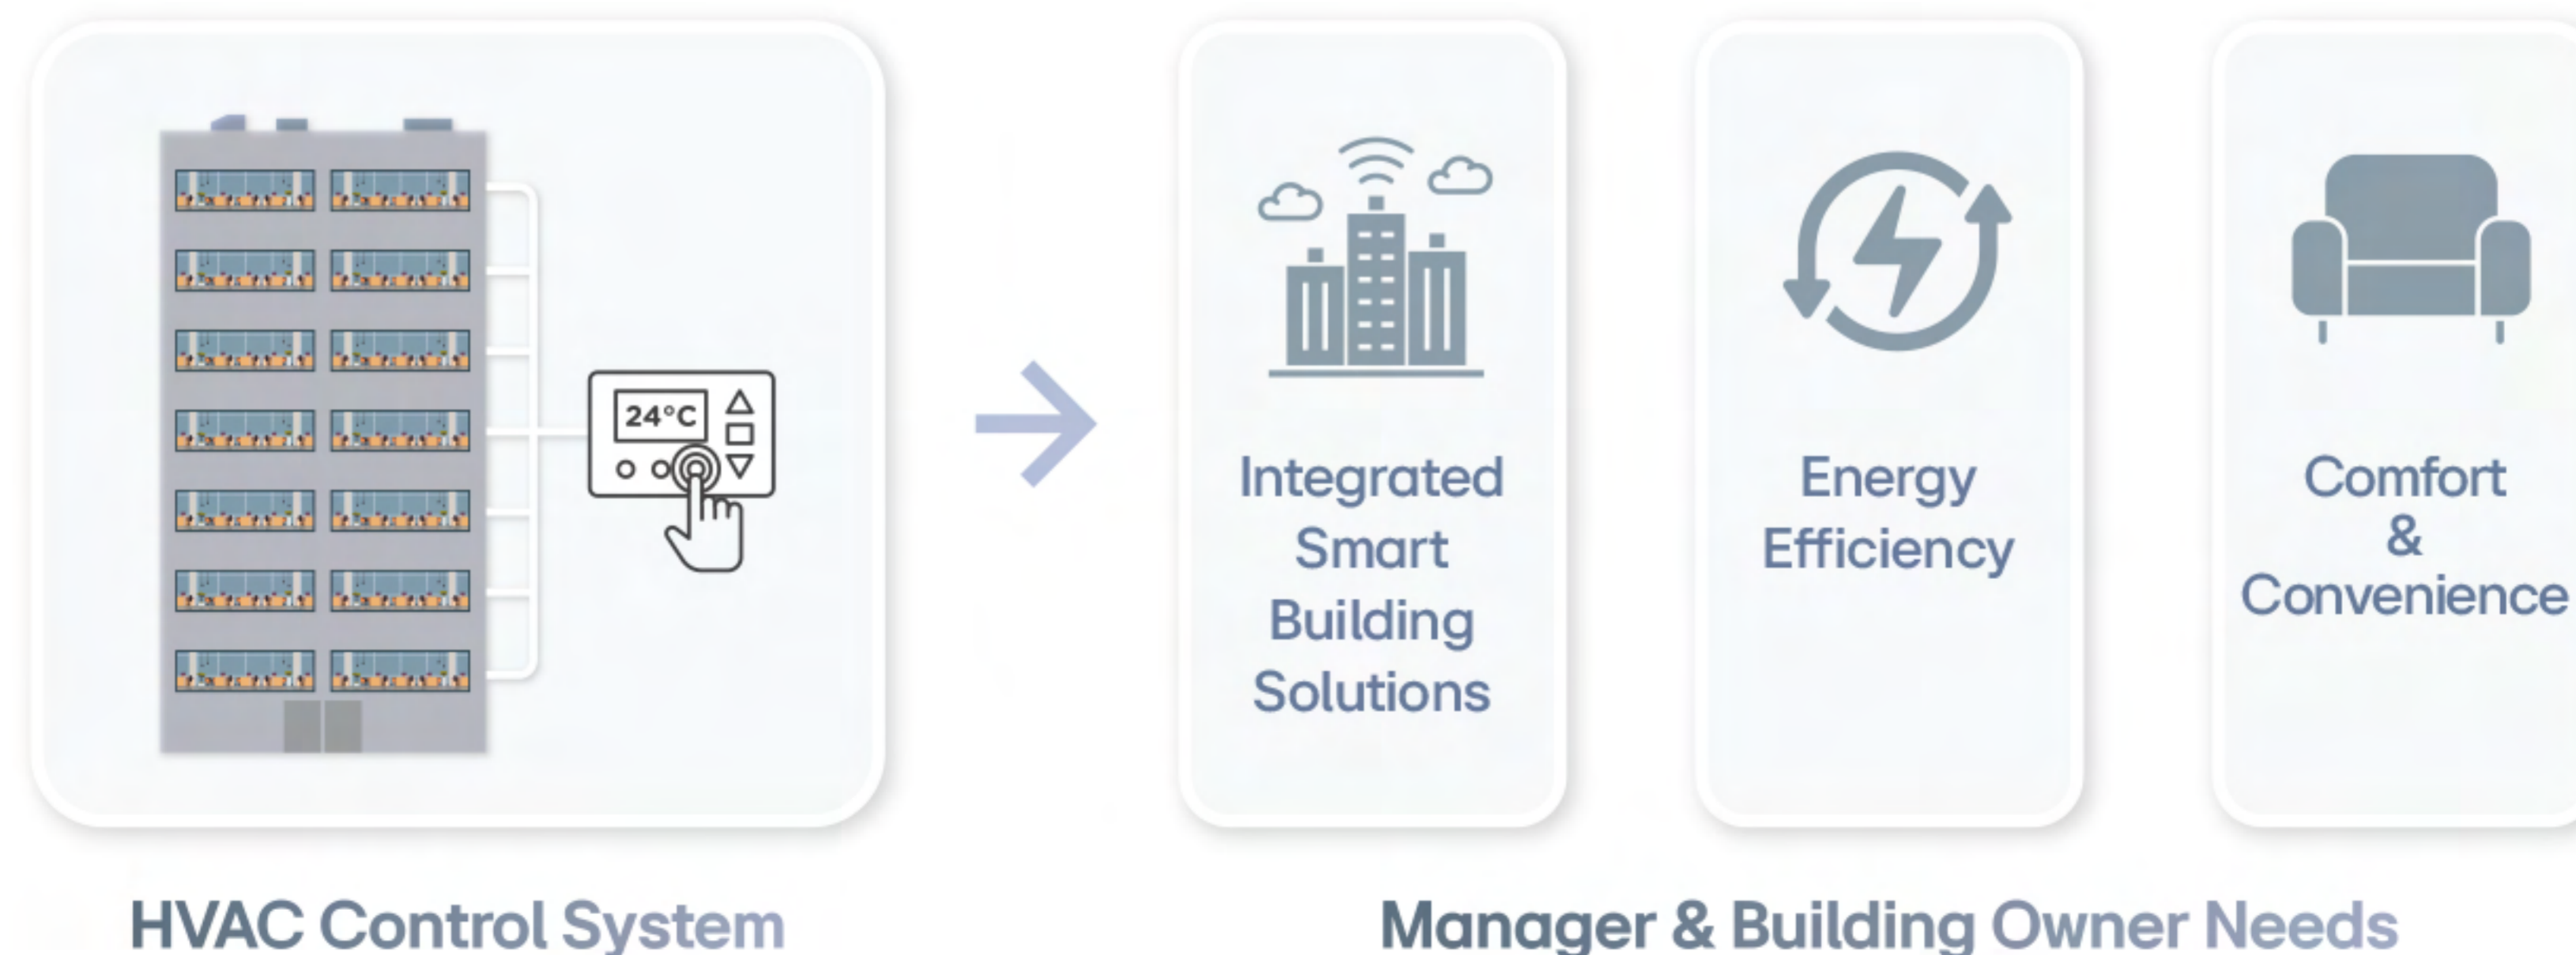 24°C
Integrated
Smart
Building
Solutions
Energy
Efficiency
Comfort
&
Convenience
HVAC Control System
Manager & Building Owner Needs